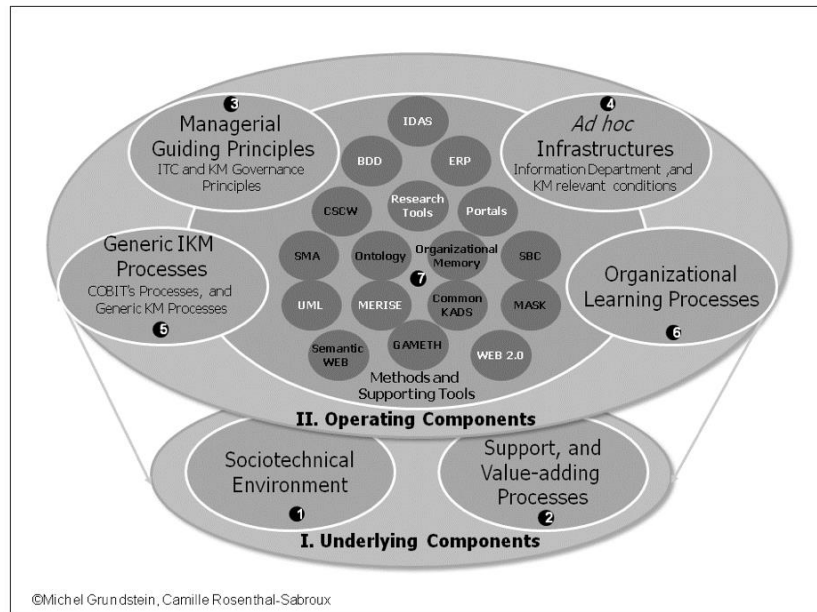 3
Managerial
Guiding Principles
ITC and KM Governance
Principles
4
Ad hoc
Infrastructures
Information Department ,and
KM relevant conditions
IDAS
BDD
ERP
Research
Tools
CSCW
Portals
Generic IKM
Processes
COBIT's Processes, and
Generic KM Processes
5
SMA
Ontology
Organizational
Memory
SBC
7
UML
MERISE
Common
KADS
MASK
Semantic
WEB
GAMETH
WEB 2.0
Methods and
Supporting Tools
Organizational
Learning Processes
6
II. Operating Components
Sociotechnical
Environment
1
Support, and
Value-adding
Processes
2
I. Underlying Components
©Michel Grundstein, Camille Rosenthal-Sabroux